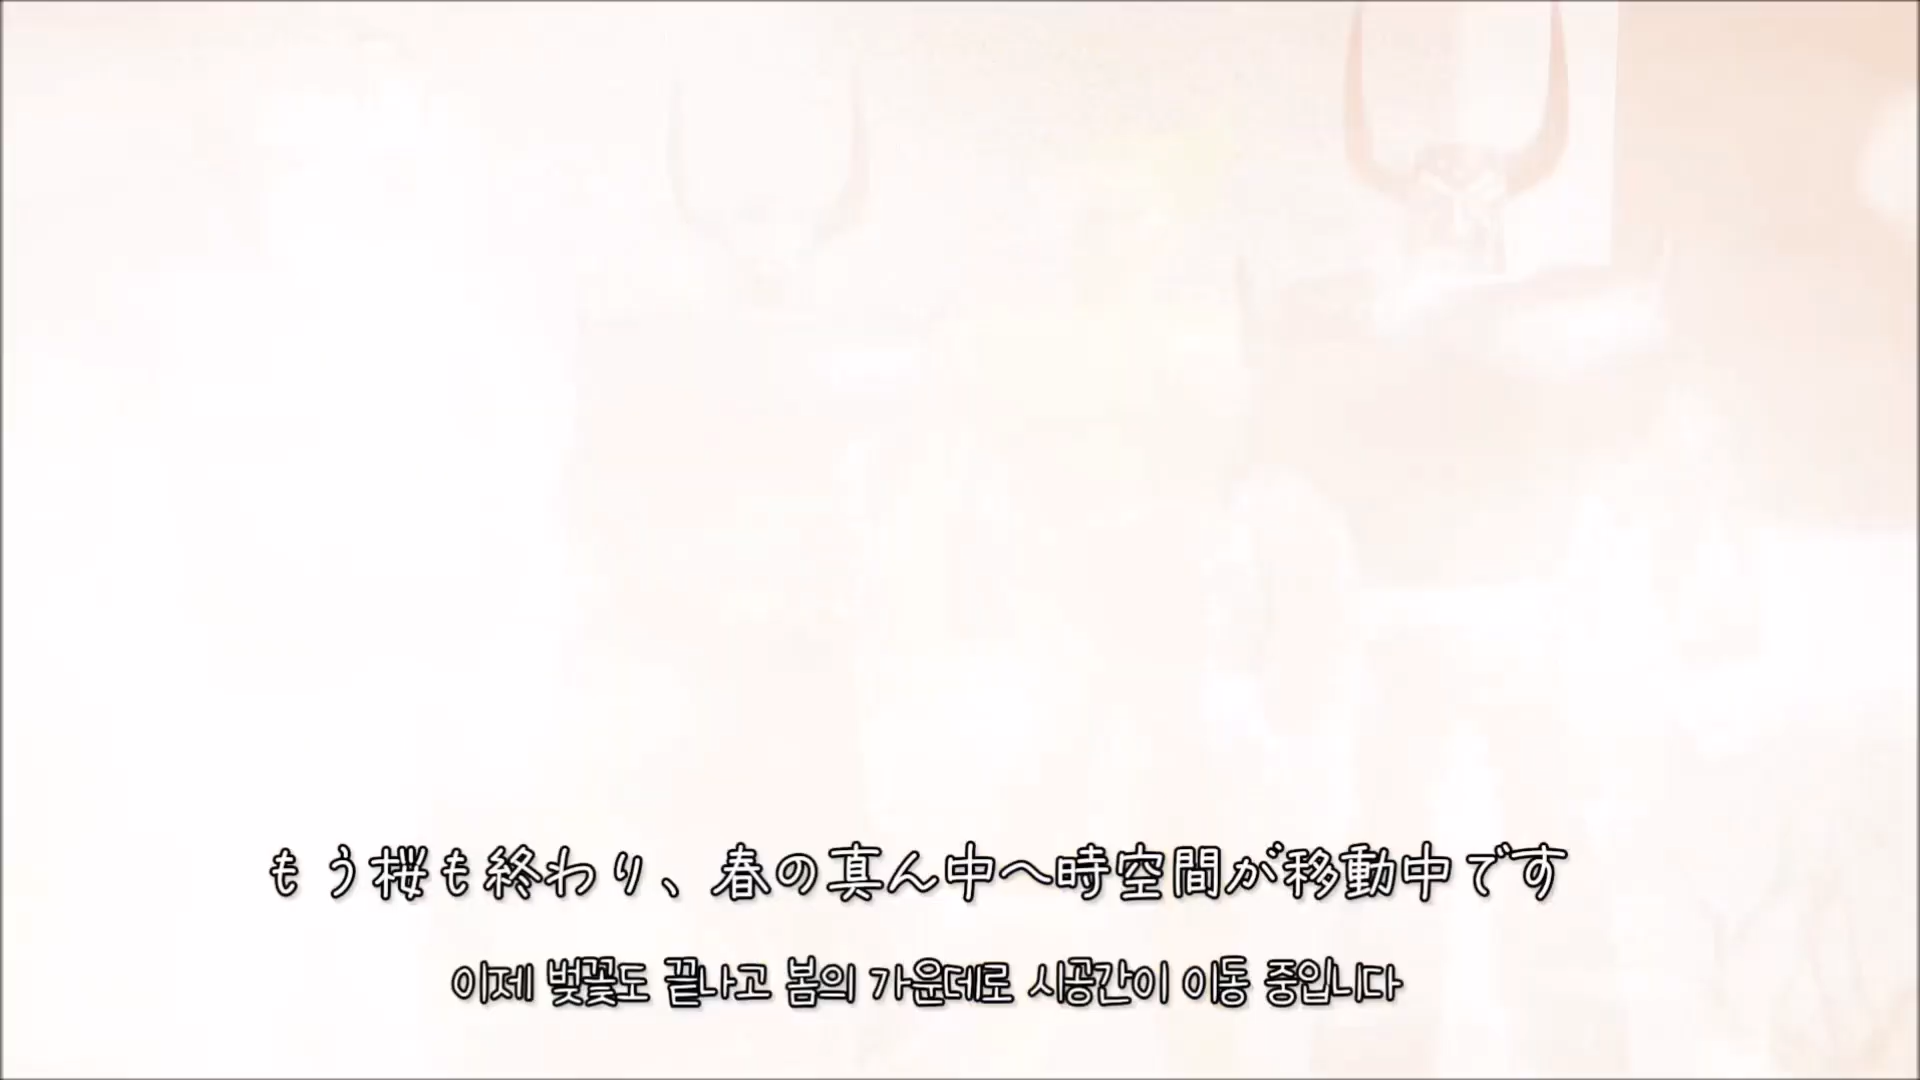 もう桜も終わり、春の真ん中へ時空間が移動中です
이제 벚꽃도 끝나고 봄의 가운데로 시공간이 이동 중입니다